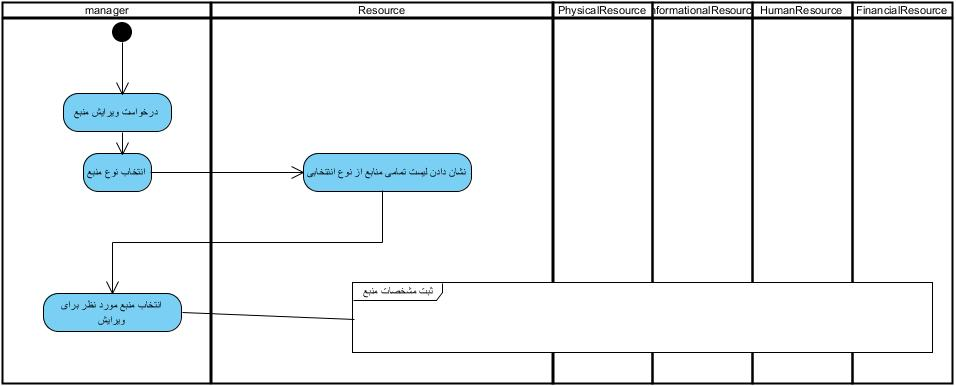 manager
Resource
PhysicalResource
nformationalResourc
HumanResource
FinancialResource
درخواست ویرایش منبع
انتخاب نوع منبع
نشان دادن لیست تمامی منابع از نوع انتخابی
ثبت مشخصات منبع
انتخاب منبع مورد نظر برای
ویرایش